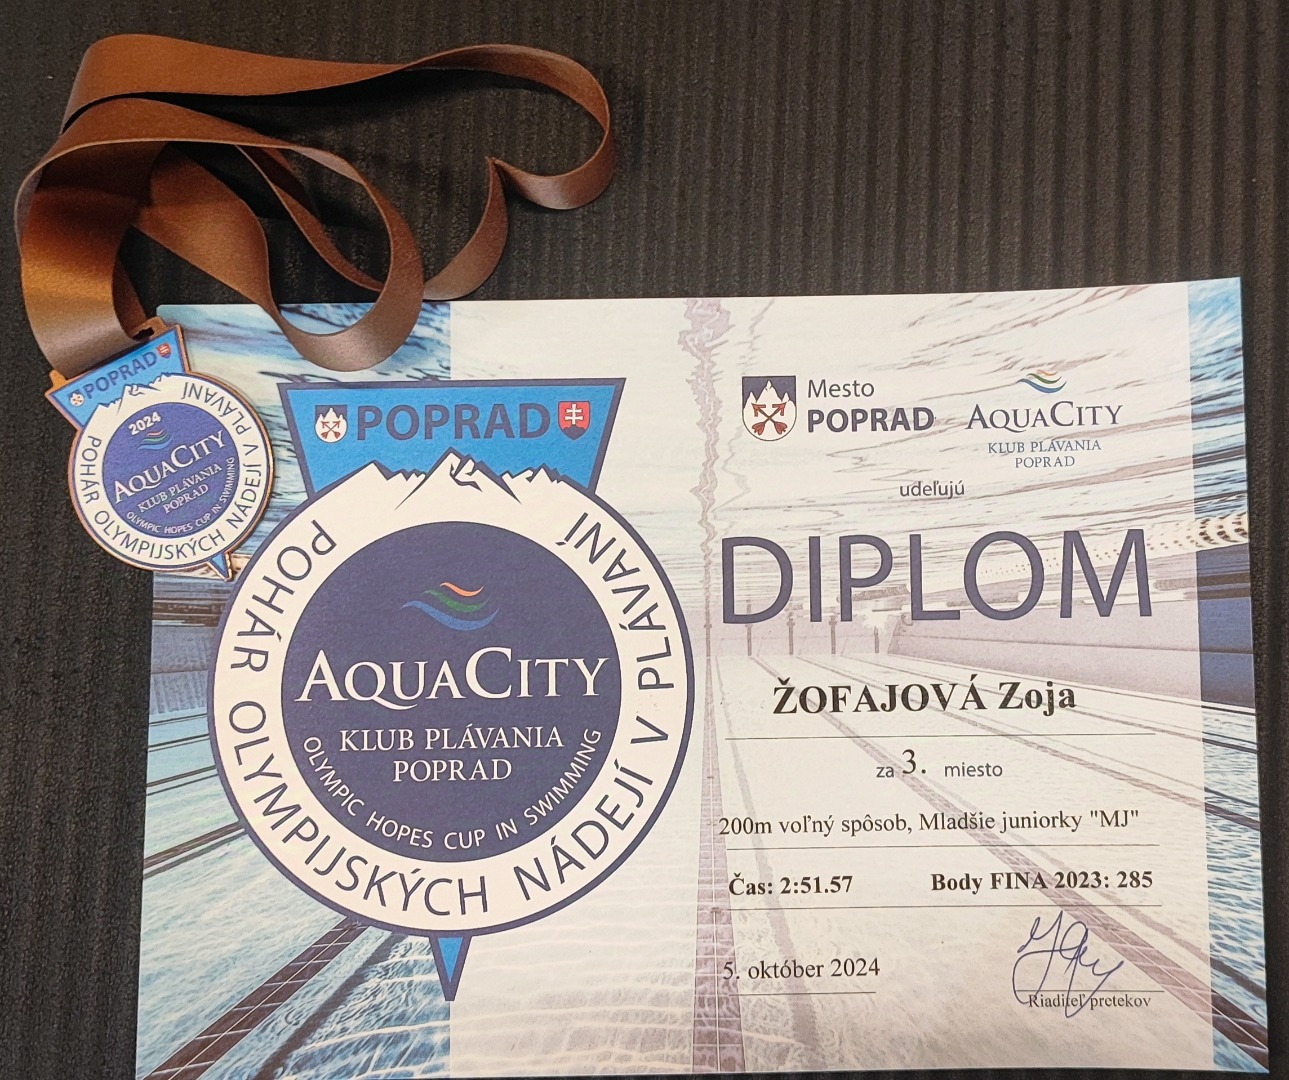 POPRAD
POHÁR OLYMPIJSKÝCH NÁDEJÍ V PLÁVANÍ
2024
AQUACITY
KLUB PLÁVANIA
POPRAD
OLYMPIC HOPES CUP IN SWIMMING
POPRAD
POHÁR OLYMPIJSKÝCH NÁDEJÍ V PLÁVANÍ
AQUACITY
KLUB PLÁVANIA
POPRAD
OLYMPIC HOPES CUP IN SWIMMING
Mesto
POPRAD
AQUACITY
KLUB PLÁVANIA
POPRAD
udeľujú
DIPLOM
ŽOFAJOVÁ Zoja
za 3. miesto
200m voľný spôsob, Mladšie juniorky "MJ"
Čas: 2:51.57 Body FINA 2023: 285
5. október 2024
Riaditeľ pretekov